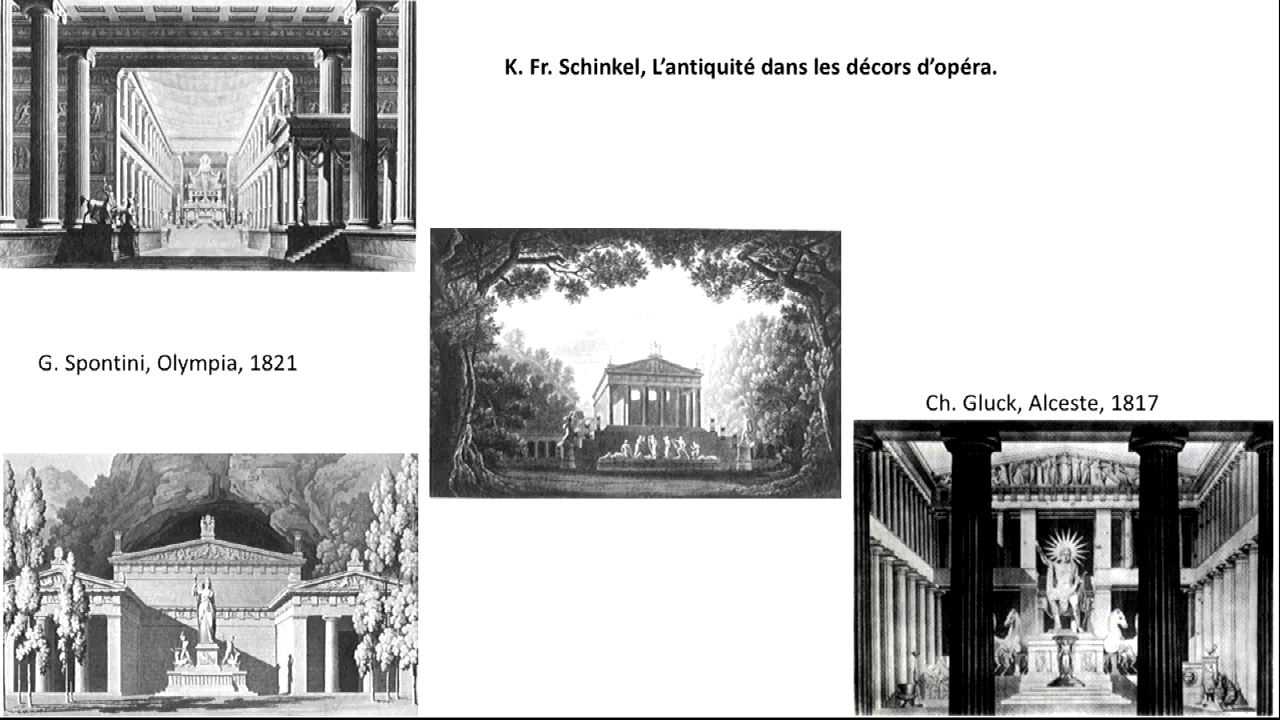 K. Fr. Schinkel, L’antiquité dans les décors d’opéra.
G. Spontini, Olympia, 1821
Ch. Gluck, Alceste, 1817